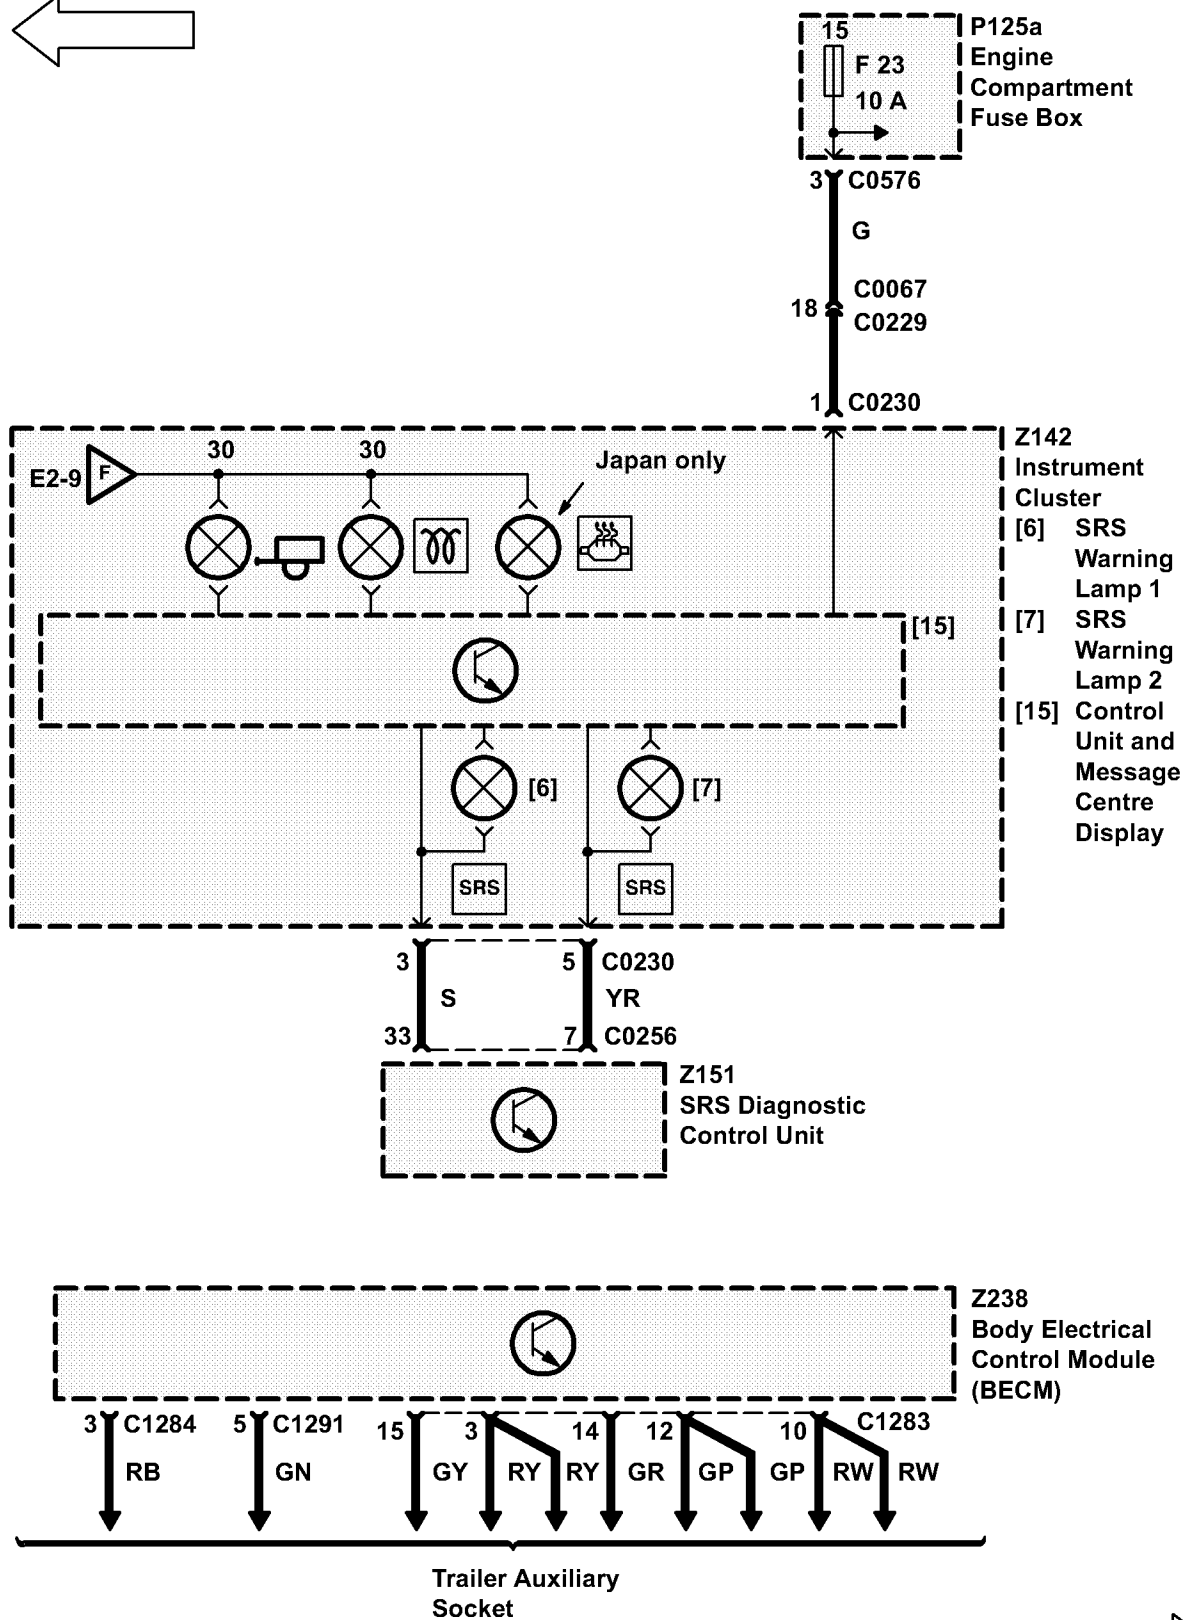 15
F 23
10 A
P125a
Engine
Compartment
Fuse Box
3 C0576
G
C0067
18
C0229
1 C0230
E2-9 F
30 30
Japan only
Z142
Instrument
Cluster
[6] SRS
Warning
Lamp 1
[7] SRS
Warning
Lamp 2
[15] Control
Unit and
Message
Centre
Display
[15]
[6] [7]
SRS SRS
3 5 C0230
S YR
33 7 C0256
Z151
SRS Diagnostic
Control Unit
Z238
Body Electrical
Control Module
(BECM)
3 C1284 5 C1291 15 3 14 12 10 C1283
RB GN GY RY RY GR GP GP RW RW
Trailer Auxiliary
Socket